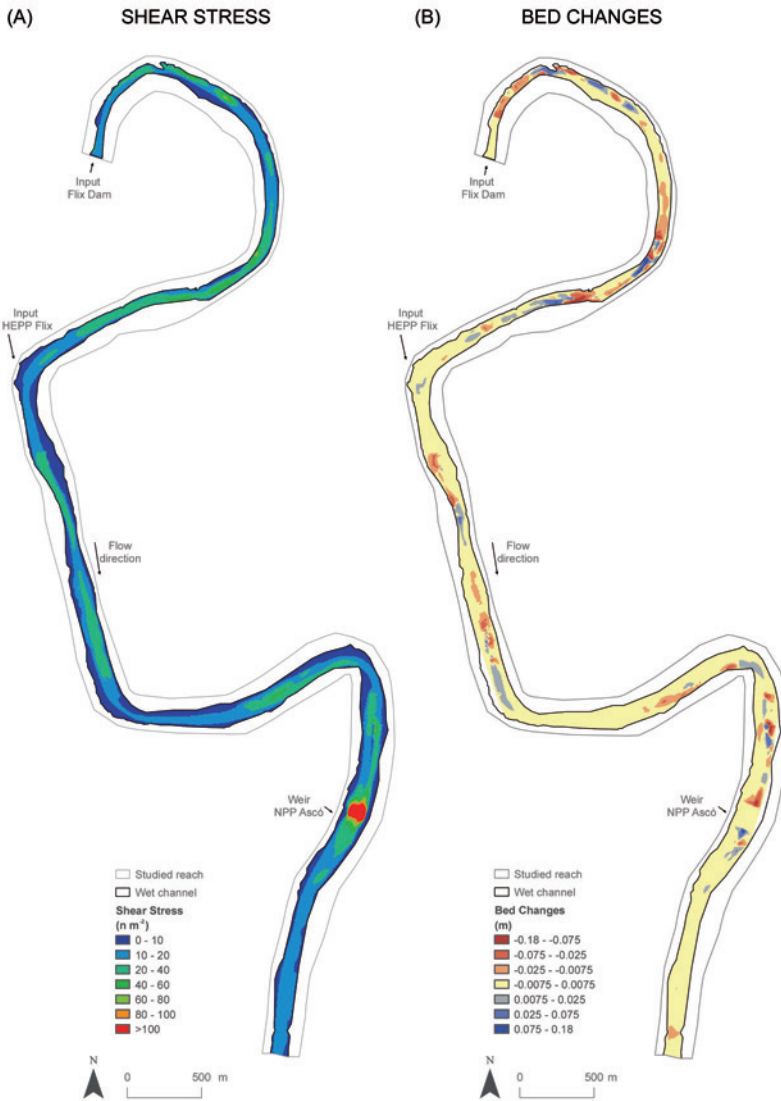 (A) SHEAR STRESS
Input
Flix Dam
Input
HEPP Flix
Flow
direction
Weir
NPP Ascó
Studied reach
Wet channel
Shear Stress
(n m⁻²)
0 - 10
10 - 20
20 - 40
40 - 60
60 - 80
80 - 100
>100
N
0 500 m
(B) BED CHANGES
Input
Flix Dam
Input
HEPP Flix
Flow
direction
Weir
NPP Ascó
Studied reach
Wet channel
Bed Changes
(m)
-0.18 - -0.075
-0.075 - -0.025
-0.025 - -0.0075
-0.0075 - 0.0075
0.0075 - 0.025
0.025 - 0.075
0.075 - 0.18
N
0 500 m